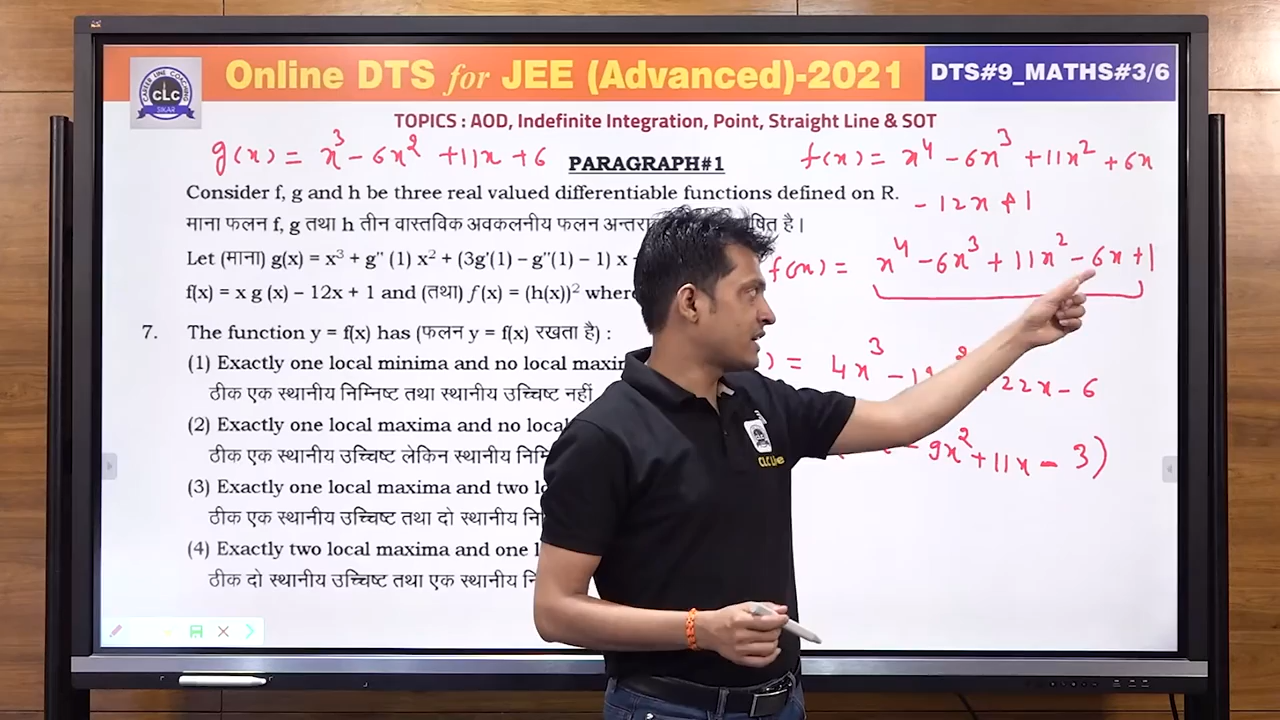 Online DTS for JEE (Advanced)-2021
DTS#9_MATHS#3/6
CAREER LINE COACHING
CLC
SIKAR
TOPICS : AOD, Indefinite Integration, Point, Straight Line & SOT
g(x) = x³ - 6x² + 11x + 6
PARAGRAPH#1
f(x) = x⁴ - 6x³ + 11x² + 6x
- 12x + 1
Consider f, g and h be three real valued differentiable functions defined on R.
माना फलन f, g तथा h तीन वास्तविक अवकलनीय फलन है।
Let (माना) g(x) = x³ + g'' (1) x² + (3g'(1) – g''(1) – 1) x
f(x) = x⁴ - 6x³ + 11x² - 6x + 1
f(x) = x g (x) – 12x + 1 and (तथा) f (x) = (h(x))²
7. The function y = f(x) has (फलन y = f(x) रखता है) :
(1) Exactly one local minima and no local
ठीक एक स्थानीय निम्निष्ट तथा स्थानीय उच्चिष्ट नहीं
= 4x³ 22x - 6
(2) Exactly one local maxima and no local
ठीक एक स्थानीय उच्चिष्ट लेकिन स्थानीय
- 9x² + 11x - 3)
(3) Exactly one local maxima and two
ठीक एक स्थानीय उच्चिष्ट तथा दो स्थानीय
(4) Exactly two local maxima and one
ठीक दो स्थानीय उच्चिष्ट तथा एक स्थानीय
CLC